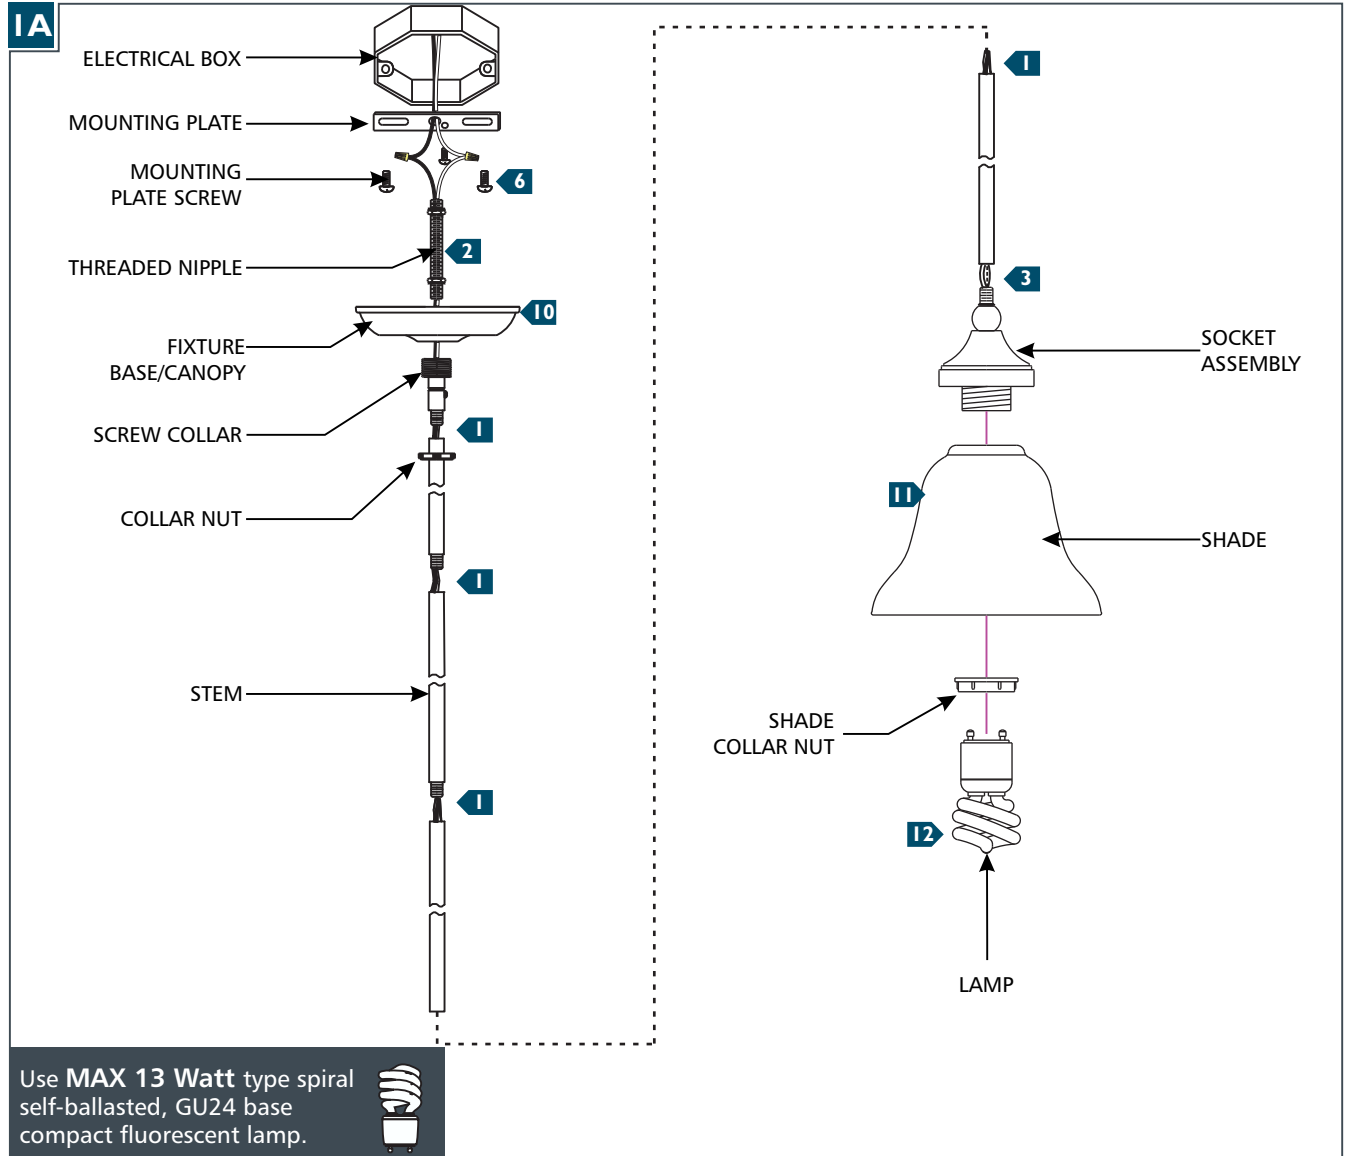 1A
ELECTRICAL BOX
MOUNTING PLATE
MOUNTING
PLATE SCREW
6
THREADED NIPPLE
2
10
FIXTURE
BASE/CANOPY
SCREW COLLAR
1
COLLAR NUT
1
STEM
1
1
3
SOCKET
ASSEMBLY
11
SHADE
SHADE
COLLAR NUT
12
LAMP
Use MAX 13 Watt type spiral
self-ballasted, GU24 base
compact fluorescent lamp.